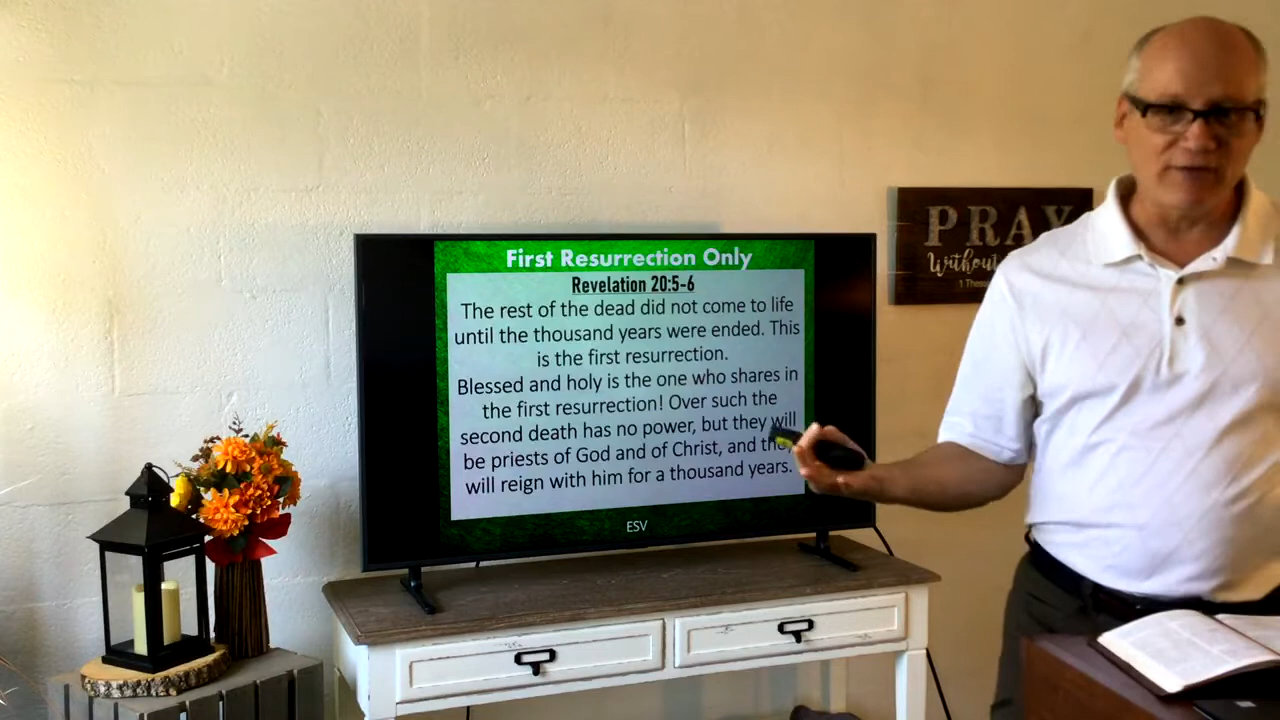 First Resurrection Only
Revelation 20:5-6
The rest of the dead did not come to life
until the thousand years were ended. This
is the first resurrection.
Blessed and holy is the one who shares in
the first resurrection! Over such the
second death has no power, but they will
be priests of God and of Christ, and they
will reign with him for a thousand years.
ESV
PRAY
Without
1 Thess